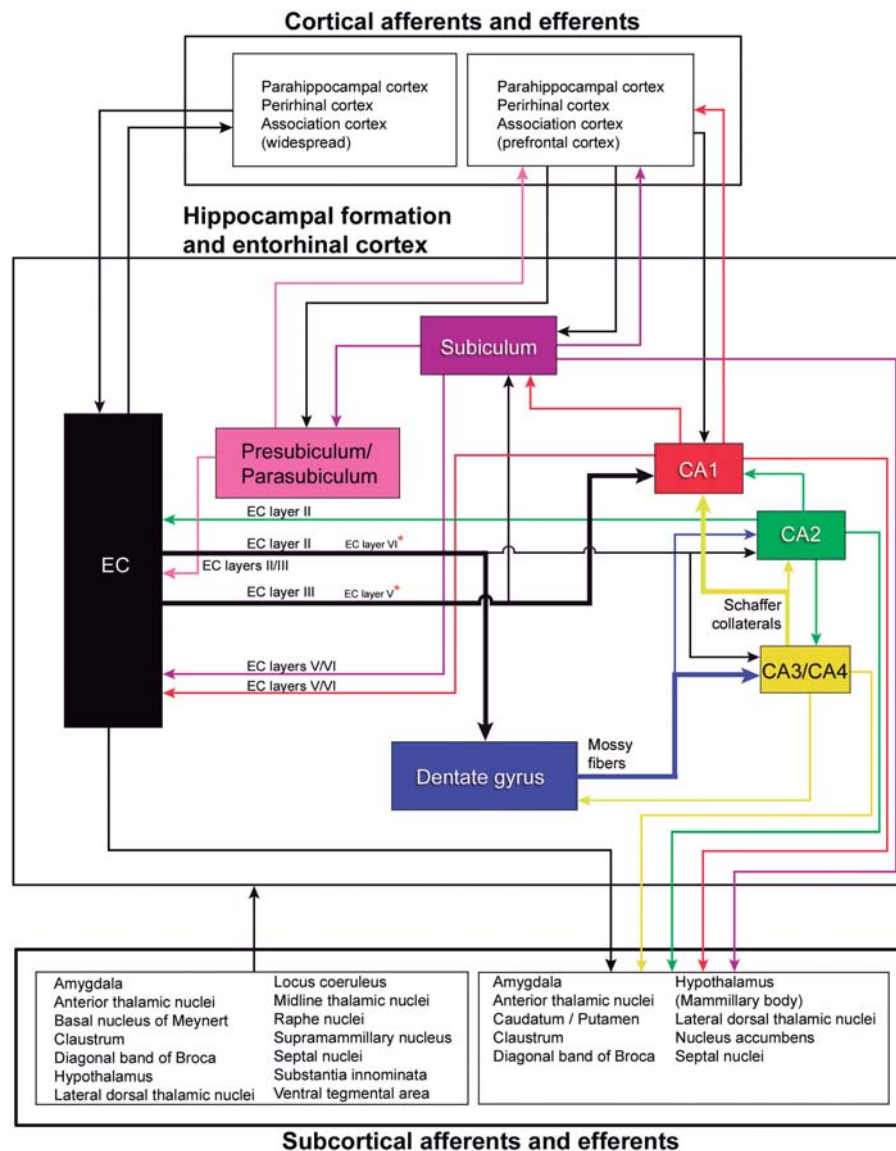 Cortical afferents and efferents
Parahippocampal cortex
Perirhinal cortex
Association cortex
(widespread)
Parahippocampal cortex
Perirhinal cortex
Association cortex
(prefrontal cortex)
Hippocampal formation
and entorhinal cortex
Subiculum
Presubiculum/
Parasubiculum
CA1
EC layer II
CA2
EC
EC layer II
EC layer VI*
EC layers II/III
EC layer III
EC layer V*
Schaffer
collaterals
EC layers V/VI
EC layers V/VI
CA3/CA4
Mossy
fibers
Dentate gyrus
Amygdala
Anterior thalamic nuclei
Basal nucleus of Meynert
Claustrum
Diagonal band of Broca
Hypothalamus
Lateral dorsal thalamic nuclei
Locus coeruleus
Midline thalamic nuclei
Raphe nuclei
Supramammillary nucleus
Septal nuclei
Substantia innominata
Ventral tegmental area
Amygdala
Anterior thalamic nuclei
Caudatum / Putamen
Claustrum
Diagonal band of Broca
Hypothalamus
(Mammillary body)
Lateral dorsal thalamic nuclei
Nucleus accumbens
Septal nuclei
Subcortical afferents and efferents